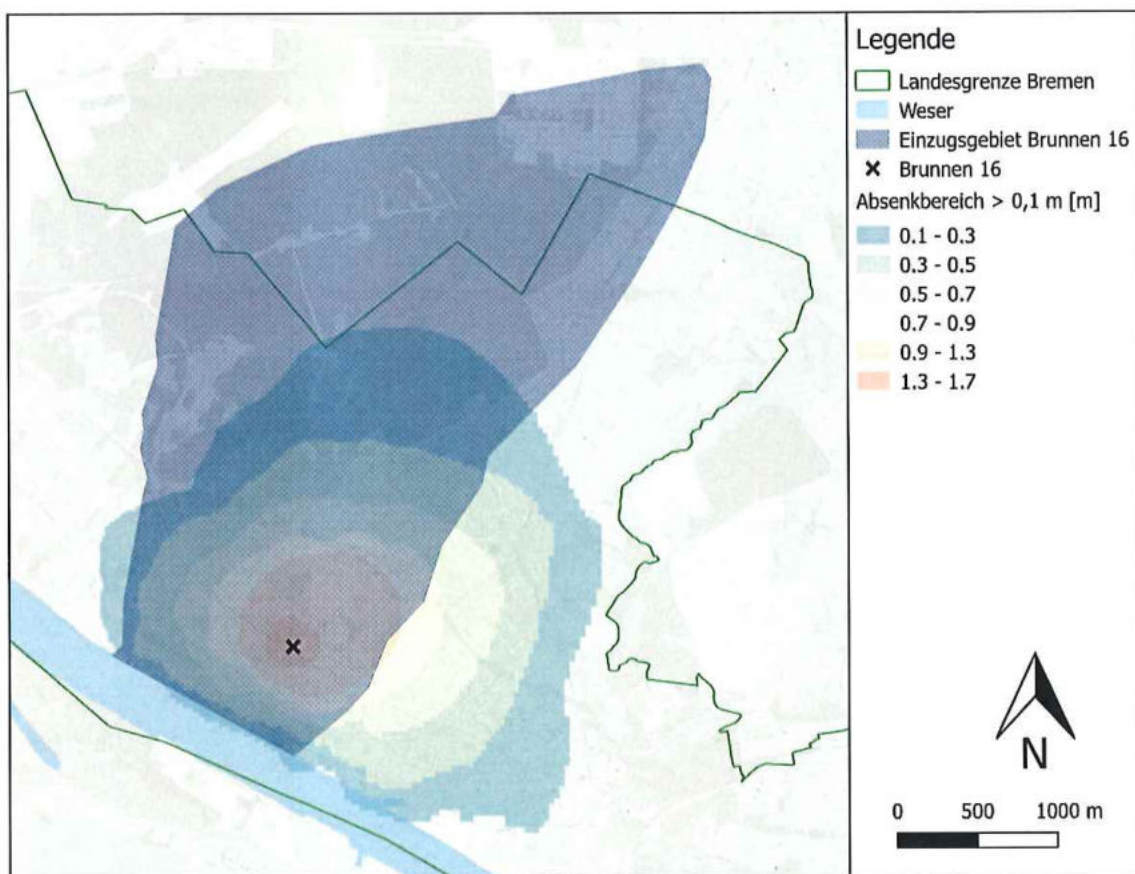 Legende
Landesgrenze Bremen
Weser
Einzugsgebiet Brunnen 16
Brunnen 16
Absenkbereich > 0,1 m [m]
0.1 - 0.3
0.3 - 0.5
0.5 - 0.7
0.7 - 0.9
0.9 - 1.3
1.3 - 1.7
N
0 500 1000 m